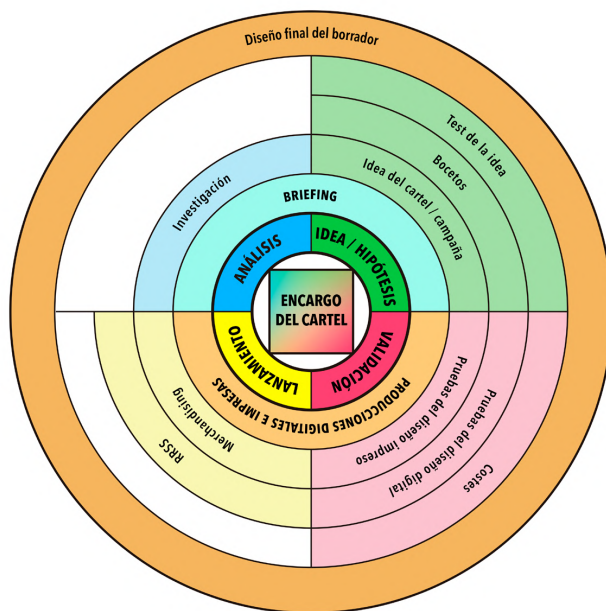 Diseño final del borrador
Test de la idea
Bocetos
Idea del cartel / campaña
Investigación
BRIEFING
ANÁLISIS
IDEA / HIPÓTESIS
ENCARGO
DEL CARTEL
LANZAMIENTO
VALIDACION
PRODUCCIONES DIGITALES E IMPRESAS
Merchandising
RRSS
Pruebas del diseño impreso
Pruebas del diseño digital
Costes